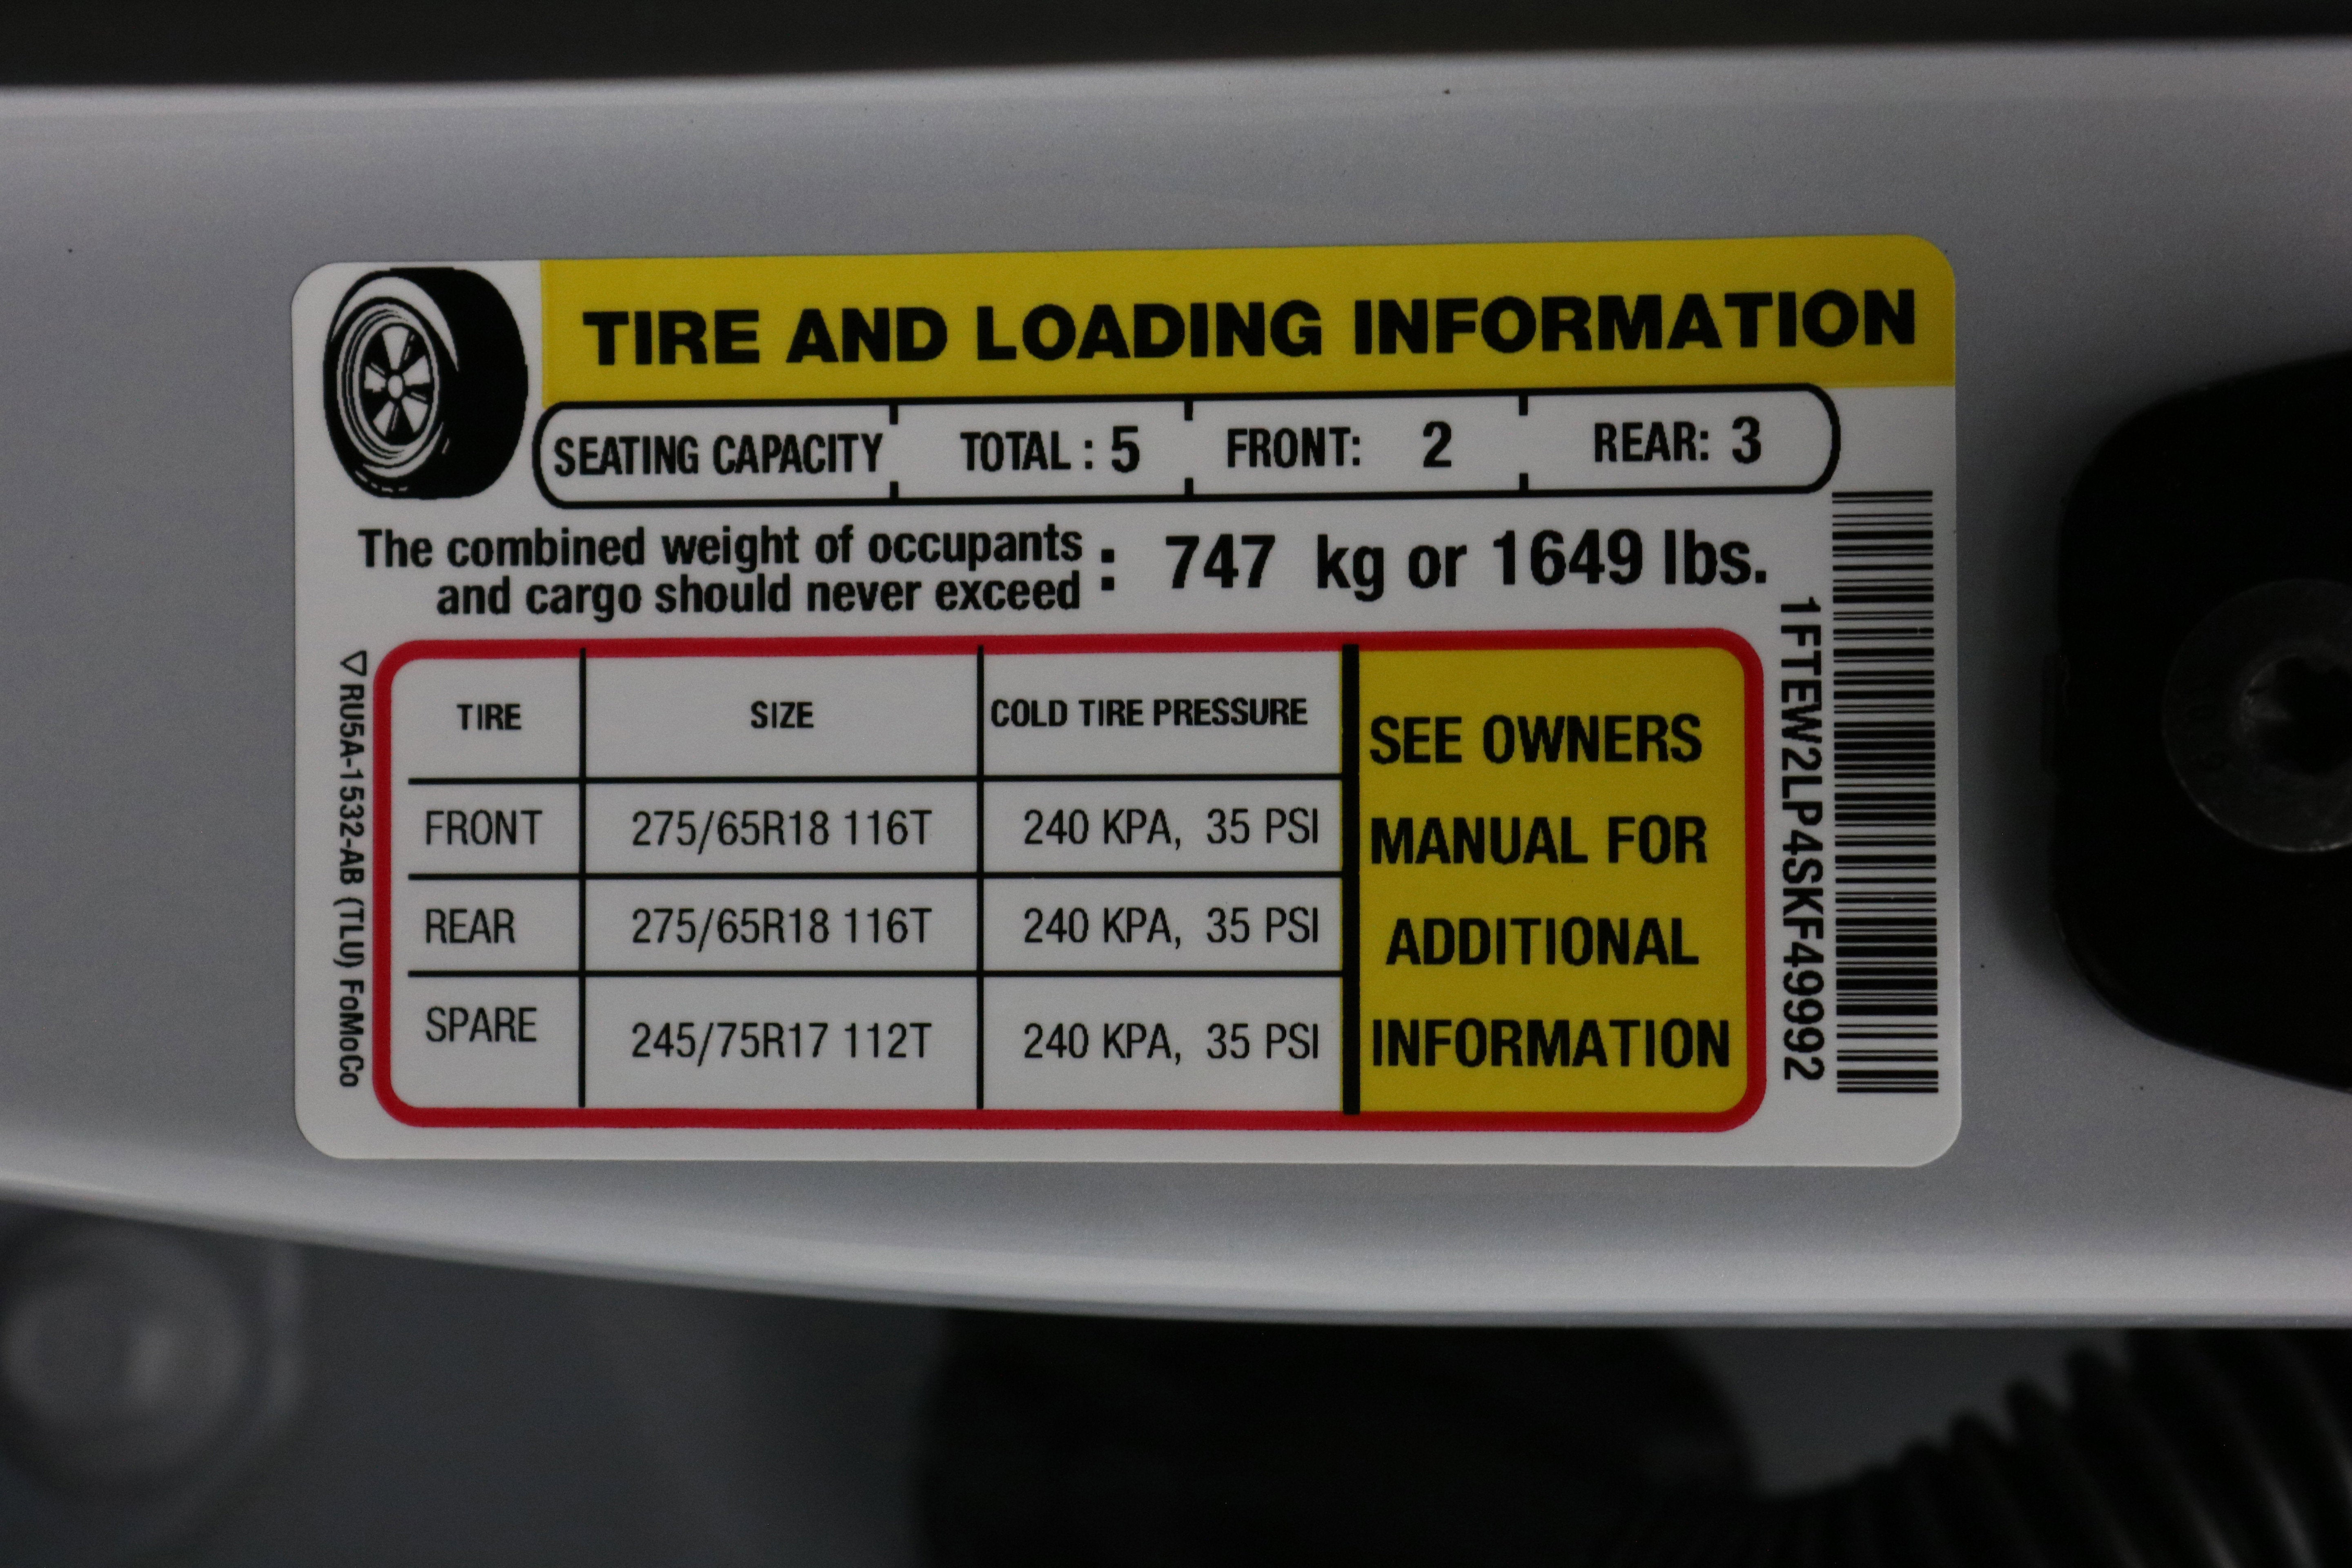 TIRE AND LOADING INFORMATION
SEATING CAPACITY TOTAL : 5 FRONT: 2 REAR: 3
The combined weight of occupants
and cargo should never exceed : 747 kg or 1649 lbs.
TIRE SIZE COLD TIRE PRESSURE
FRONT 275/65R18 116T 240 KPA, 35 PSI
REAR 275/65R18 116T 240 KPA, 35 PSI
SPARE 245/75R17 112T 240 KPA, 35 PSI
SEE OWNERS
MANUAL FOR
ADDITIONAL
INFORMATION
RU5A-1532-AB (TLU) FoMoCo
1FTEW2LP4SKF49992